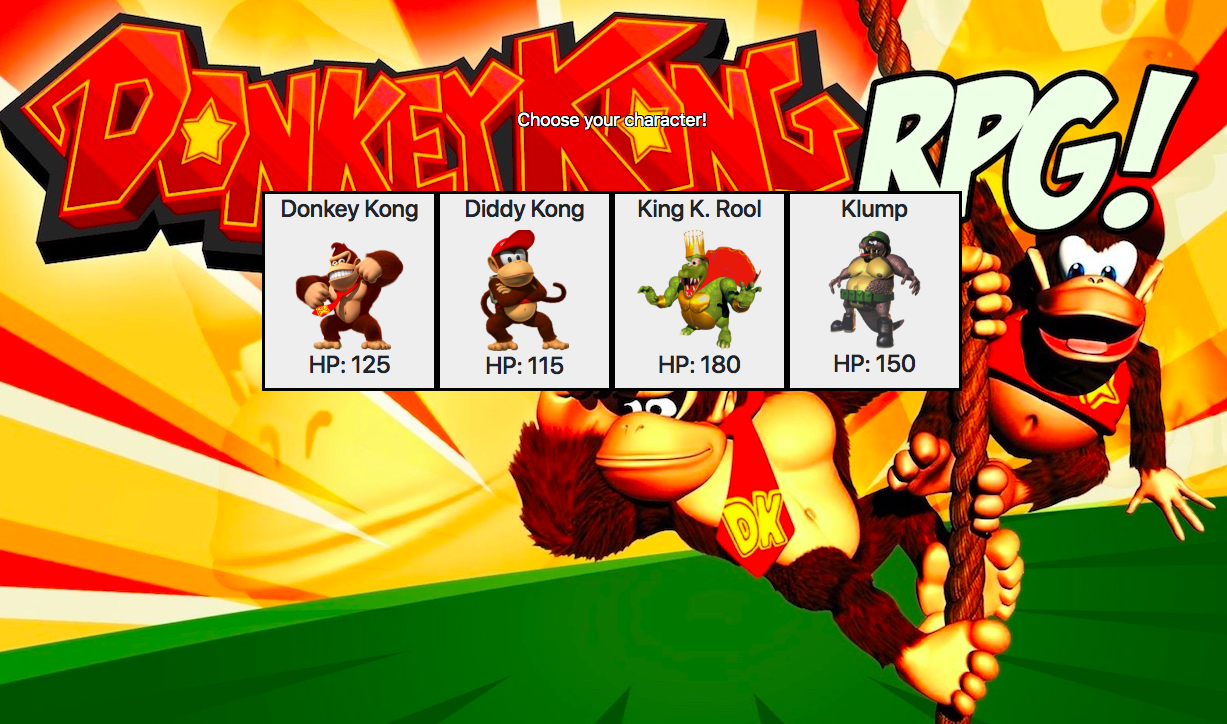 DONKEY KONG RPG!
Choose your character!
Donkey Kong Diddy Kong King K. Rool Klump
HP: 125 HP: 115 HP: 180 HP: 150
DK